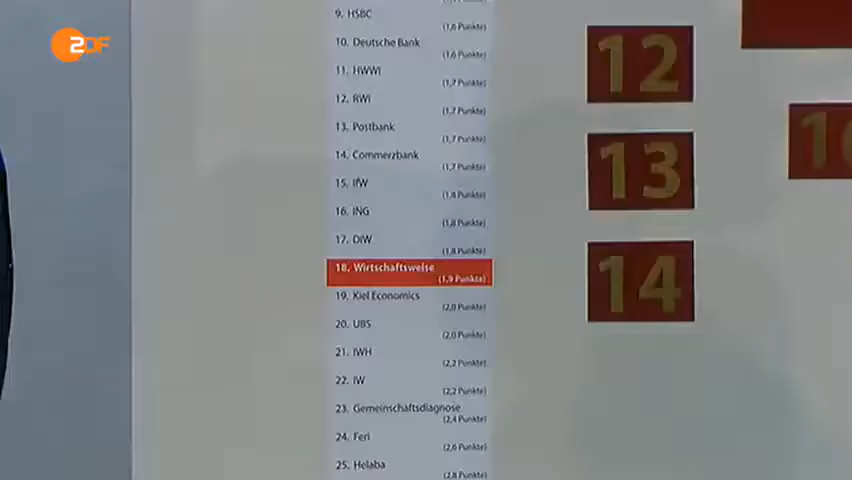 ZDF
9. HSBC
(1,6 Punkte)
10. Deutsche Bank
(1,6 Punkte)
11. HWWI
(1,7 Punkte)
12. RWI
(1,7 Punkte)
13. Postbank
(1,7 Punkte)
14. Commerzbank
(1,7 Punkte)
15. IfW
(1,8 Punkte)
16. ING
(1,8 Punkte)
17. DIW
(1,8 Punkte)
18. Wirtschaftsweise
(1,9 Punkte)
19. Kiel Economics
(2,0 Punkte)
20. UBS
(2,0 Punkte)
21. IWH
(2,2 Punkte)
22. IW
(2,2 Punkte)
23. Gemeinschaftsdiagnose
(2,4 Punkte)
24. Feri
(2,6 Punkte)
25. Helaba
(2,8 Punkte)
12
13
14